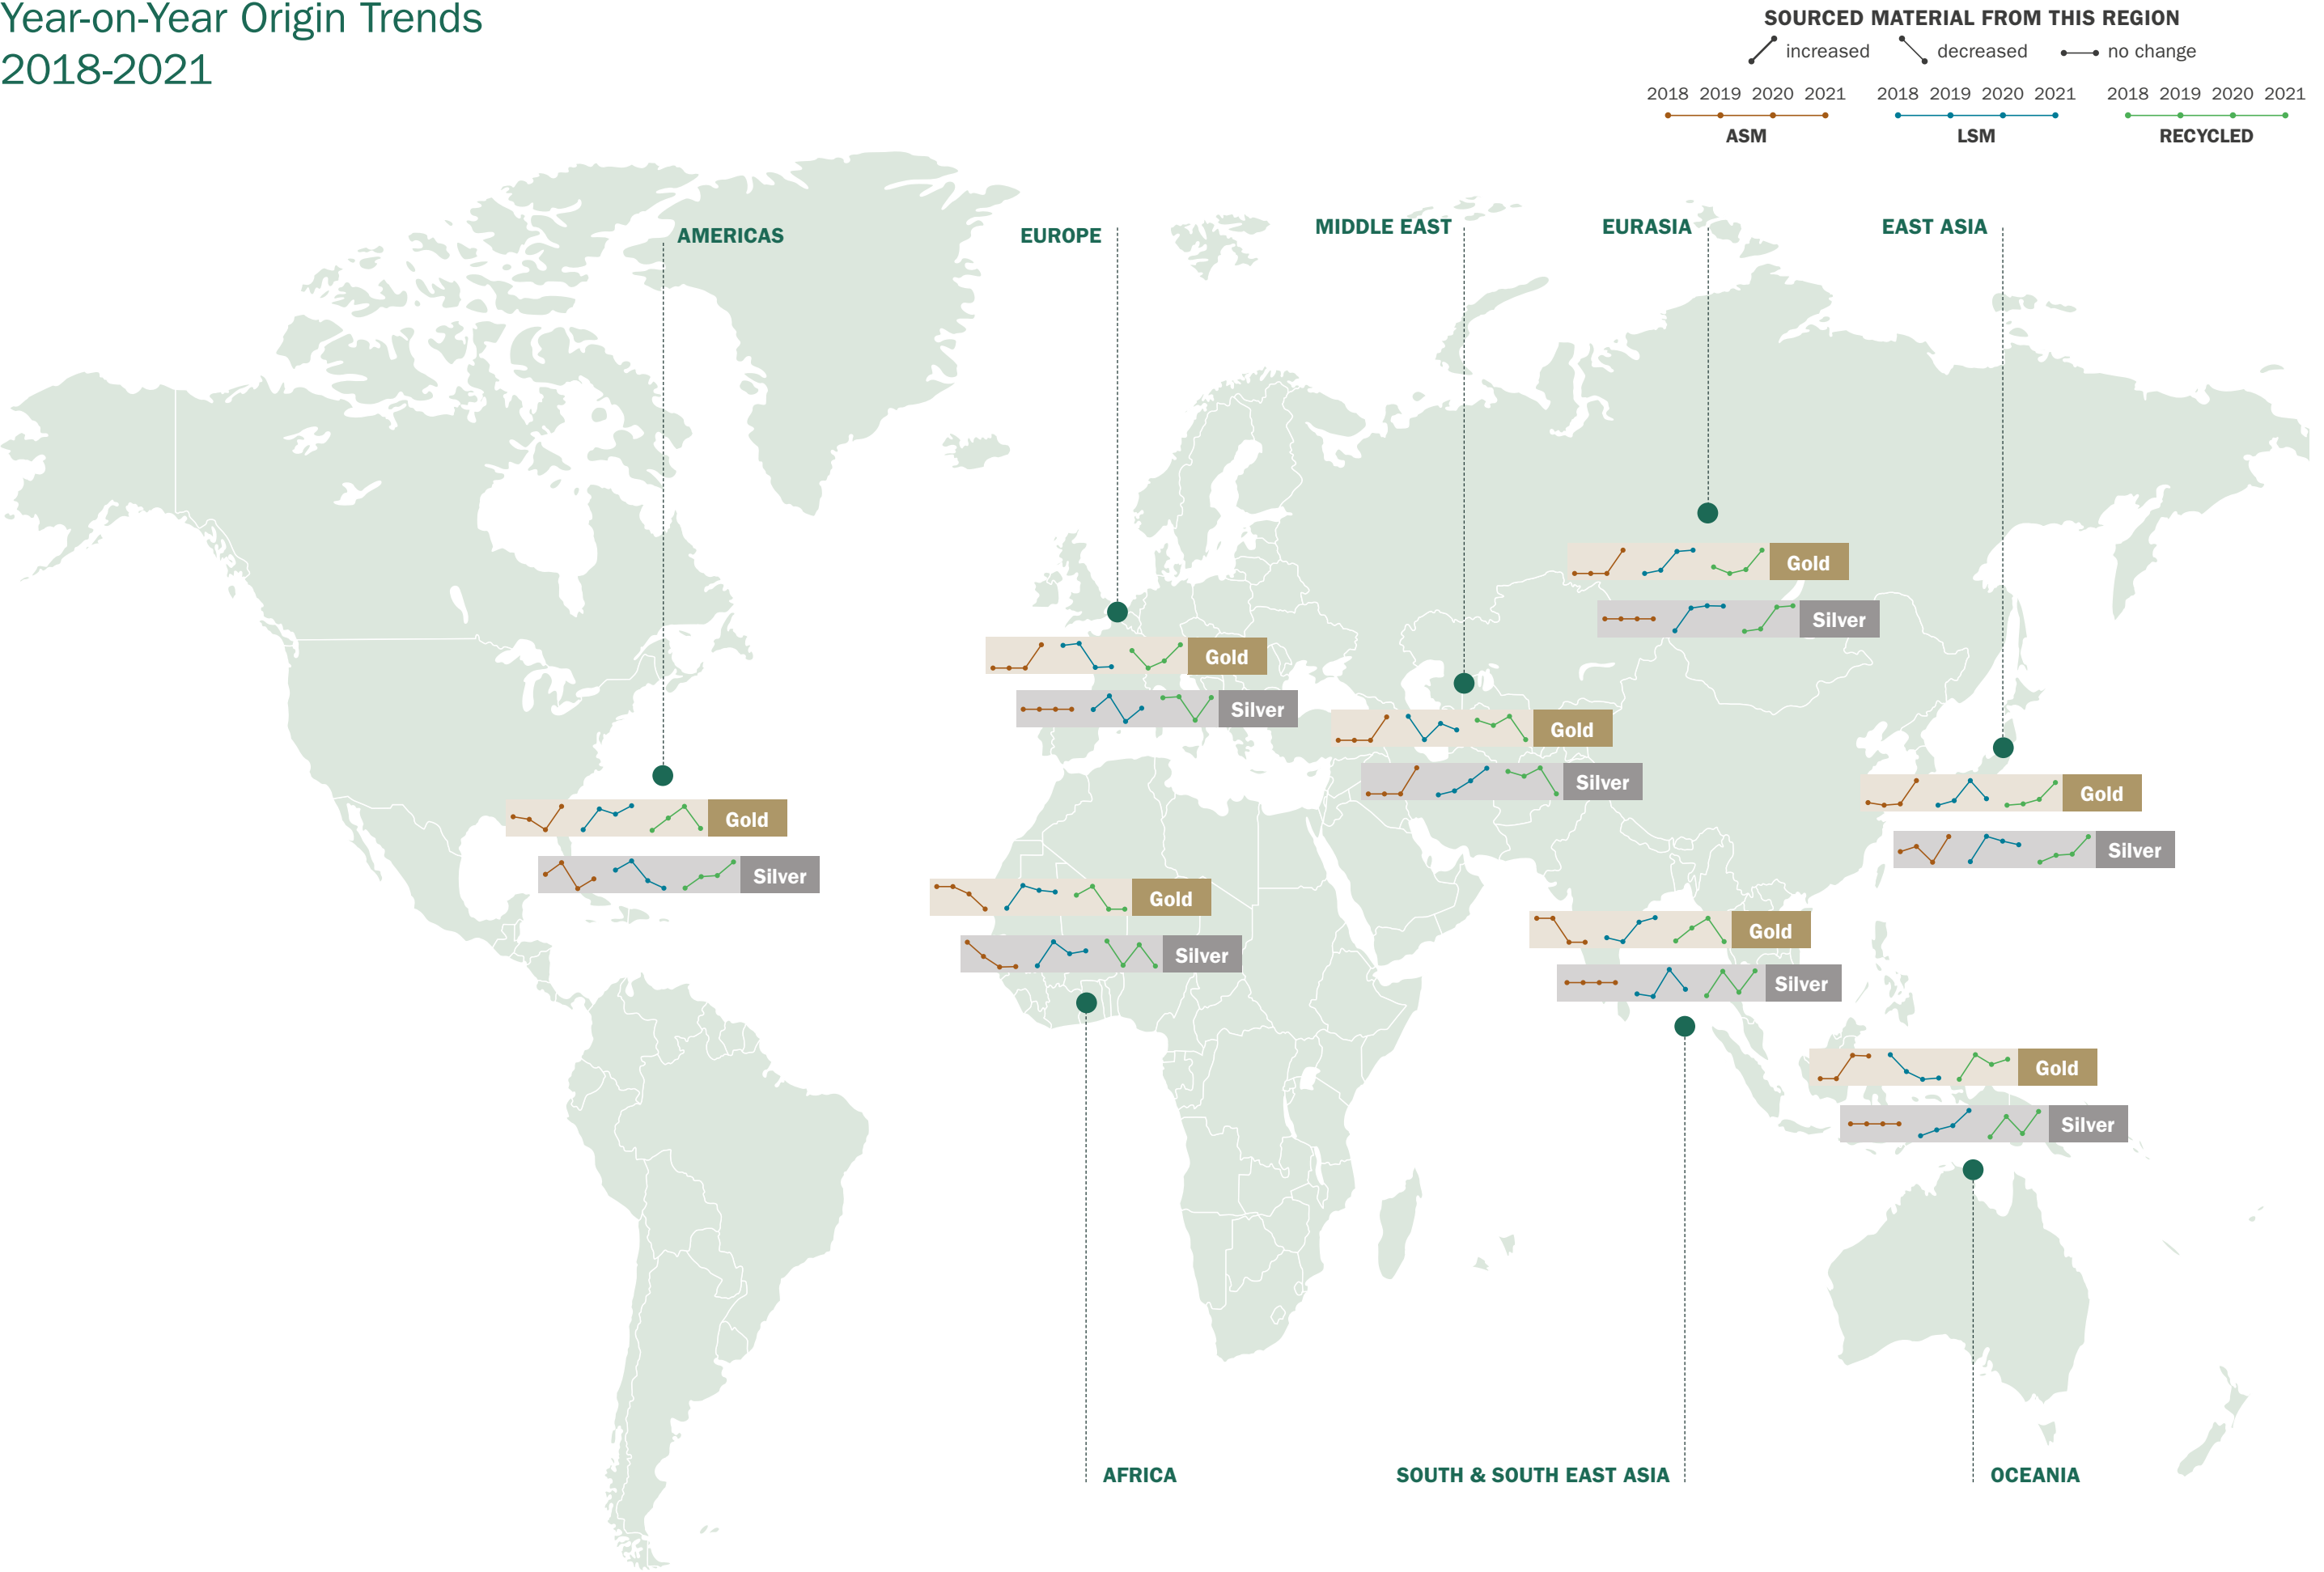 Year-on-Year Origin Trends
2018-2021
SOURCED MATERIAL FROM THIS REGION
increased decreased no change
2018 2019 2020 2021 2018 2019 2020 2021 2018 2019 2020 2021
ASM LSM RECYCLED
AMERICAS EUROPE MIDDLE EAST EURASIA EAST ASIA
Gold
Silver
Gold
Silver
Gold
Silver
Gold
Silver
Gold
Silver
Gold
Silver
Gold
Silver
Gold
Silver
AFRICA SOUTH & SOUTH EAST ASIA OCEANIA